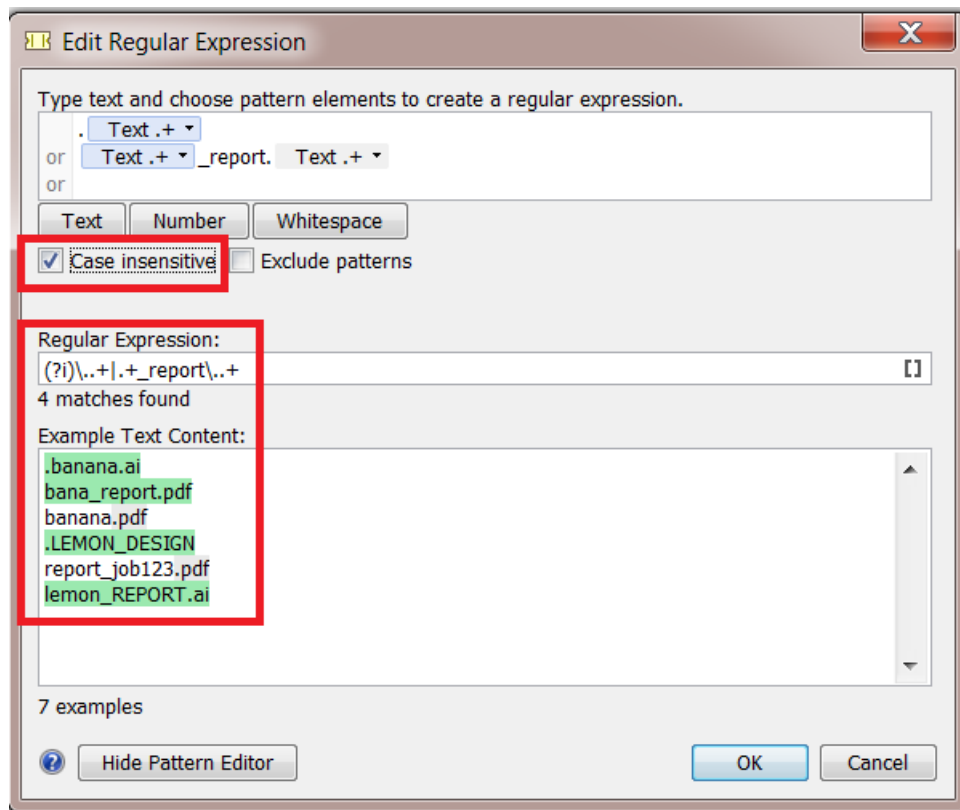 Edit Regular Expression
X
Type text and choose pattern elements to create a regular expression.
. Text .+
or Text .+ _report. Text .+
or
Text Number Whitespace
Case insensitive Exclude patterns
Regular Expression:
(?i)\..+|.+_report\..+ []
4 matches found
Example Text Content:
.banana.ai
bana_report.pdf
banana.pdf
.LEMON_DESIGN
report_job123.pdf
lemon_REPORT.ai
7 examples
? Hide Pattern Editor OK Cancel